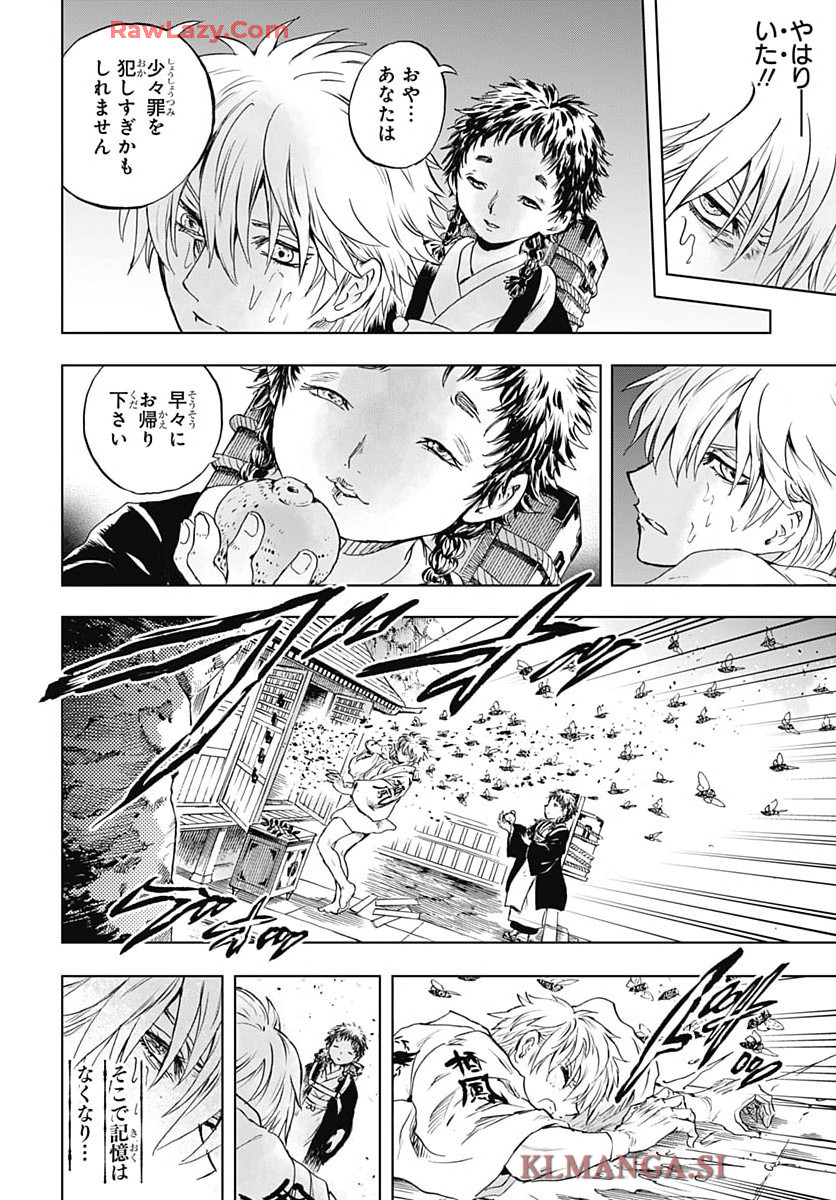 RawLazy.Com
やはり——
いた!!
おや…
あなたは
少々罪を
犯しすぎかも
しれません
早々に
お帰り
下さい
栖鳳
そこで記憶は
なくなり…
KLMANGA.SI